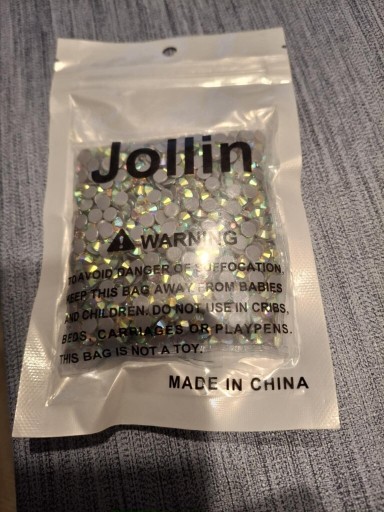 Jollin
WARNING
TO AVOID DANGER OF SUFFOCATION.
KEEP THIS BAG AWAY FROM BABIES
AND CHILDREN. DO NOT USE IN CRIBS,
BEDS, CARRIAGES OR PLAYPENS.
THIS BAG IS NOT A TOY.
MADE IN CHINA